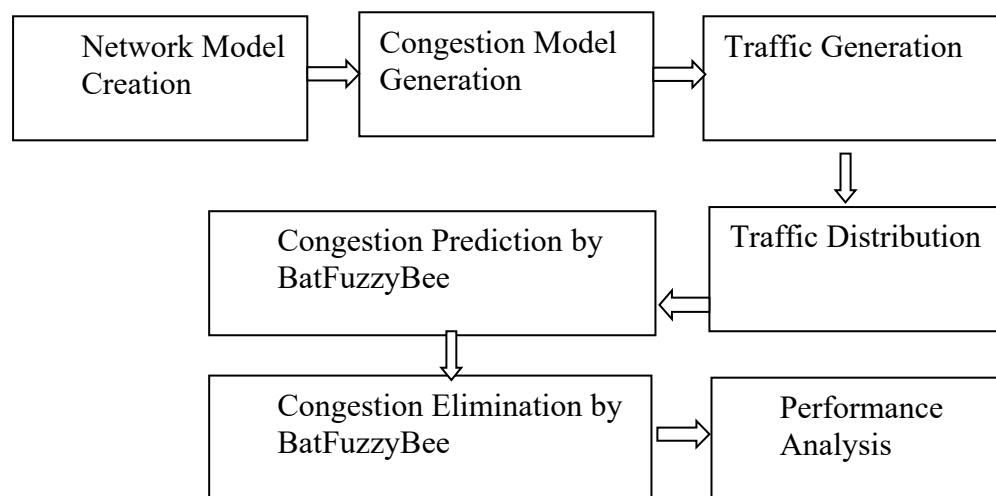 Network Model
Creation
Congestion Model
Generation
Traffic Generation
Traffic Distribution
Congestion Prediction by
BatFuzzyBee
Congestion Elimination by
BatFuzzyBee
Performance
Analysis